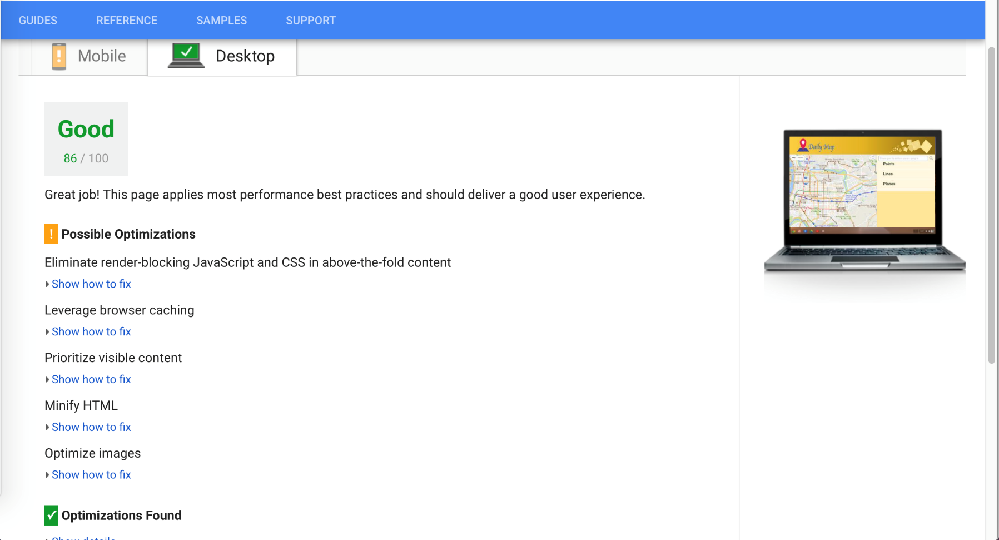 GUIDES REFERENCE SAMPLES SUPPORT
Mobile Desktop
Good
86 / 100
Great job! This page applies most performance best practices and should deliver a good user experience.
! Possible Optimizations
Eliminate render-blocking JavaScript and CSS in above-the-fold content
Show how to fix
Leverage browser caching
Show how to fix
Prioritize visible content
Show how to fix
Minify HTML
Show how to fix
Optimize images
Show how to fix
Optimizations Found
Show details
Daily Map
Points
Lines
Planes